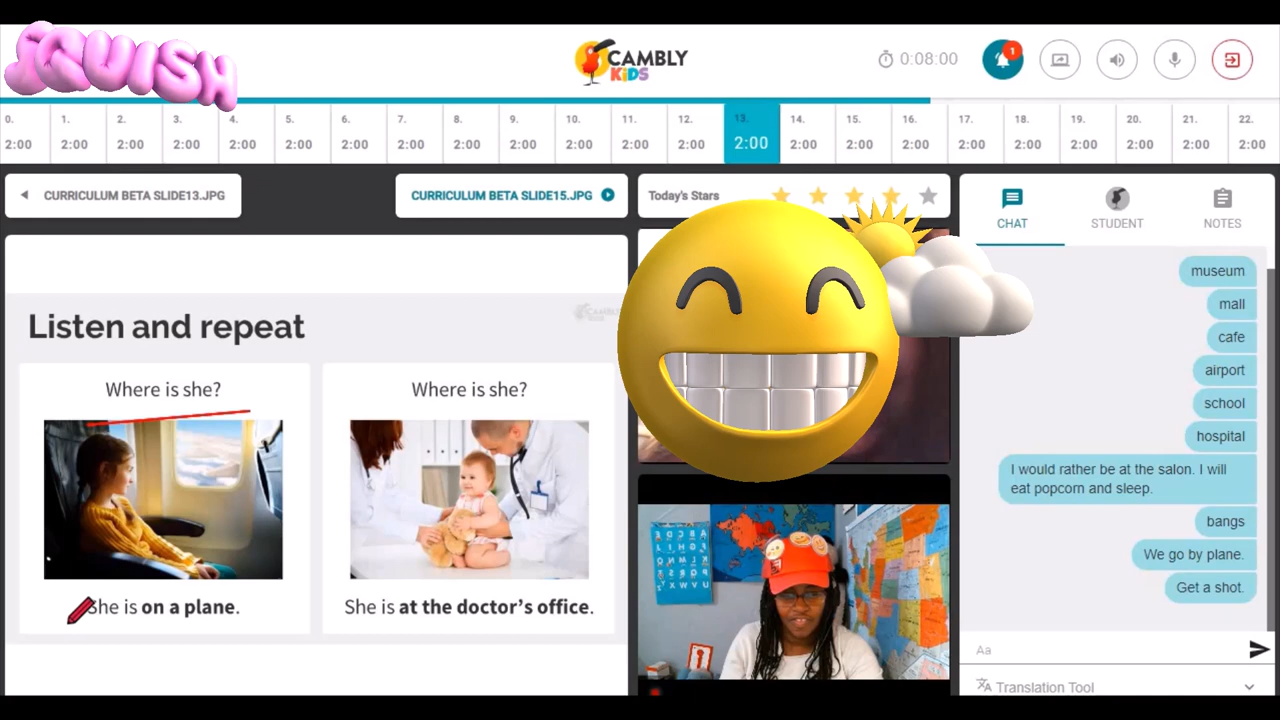 SQUISH
CAMBLY
KIDS
0:08:00
1
0. 1. 2. 3. 4. 5. 6. 7. 8. 9. 10. 11. 12. 13. 14. 15. 16. 17. 18. 19. 20. 21. 22.
2:00 2:00 2:00 2:00 2:00 2:00 2:00 2:00 2:00 2:00 2:00 2:00 2:00 2:00 2:00 2:00 2:00 2:00 2:00 2:00 2:00 2:00 2:00
CURRICULUM BETA SLIDE13.JPG
CURRICULUM BETA SLIDE15.JPG
Today's Stars
CHAT
STUDENT
NOTES
Listen and repeat
Where is she?
She is on a plane.
Where is she?
She is at the doctor's office.
museum
mall
cafe
airport
school
hospital
I would rather be at the salon. I will
eat popcorn and sleep.
bangs
We go by plane.
Get a shot.
Aa
Translation Tool